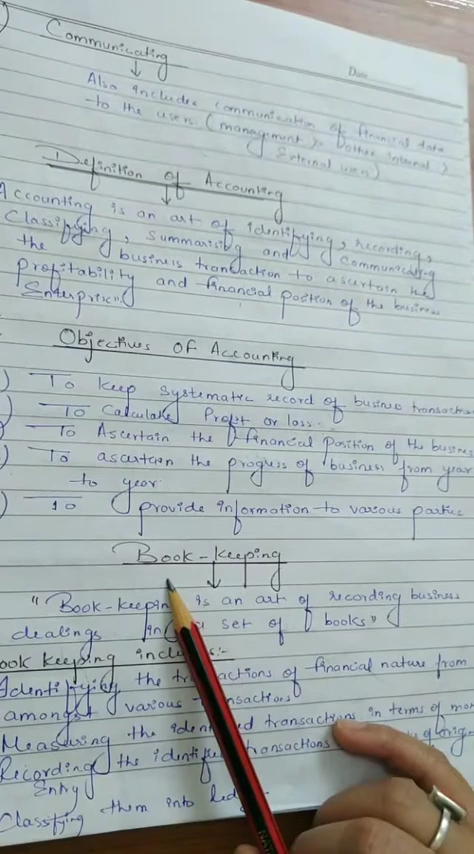 Communicating
Date
Also includes communication of financial data
to the users (management, other internal,
External users)
Definition of Accounting
Accounting is an art of identifying, recording,
Classifying, summarising and communicating
the business transaction to ascertain the
profitability and financial position of the business
Enterprise"
Objectives OF Accounting
) To keep systematic record of business transaction
) To Calculate Profit or loss.
) To Ascertain the financial position of the busines
) To ascertain the progress of business from year
to year.
) To provide information to various parties
Book-keeping
"Book-keeping is an art of recording business
dealings in set of books"
ook keeping includes:-
Identifying the transactions of financial nature from
amongst various transactions
Measuring the identified transactions in terms of mon
Recording the identified transactions orig
Entry
Classifying them into led